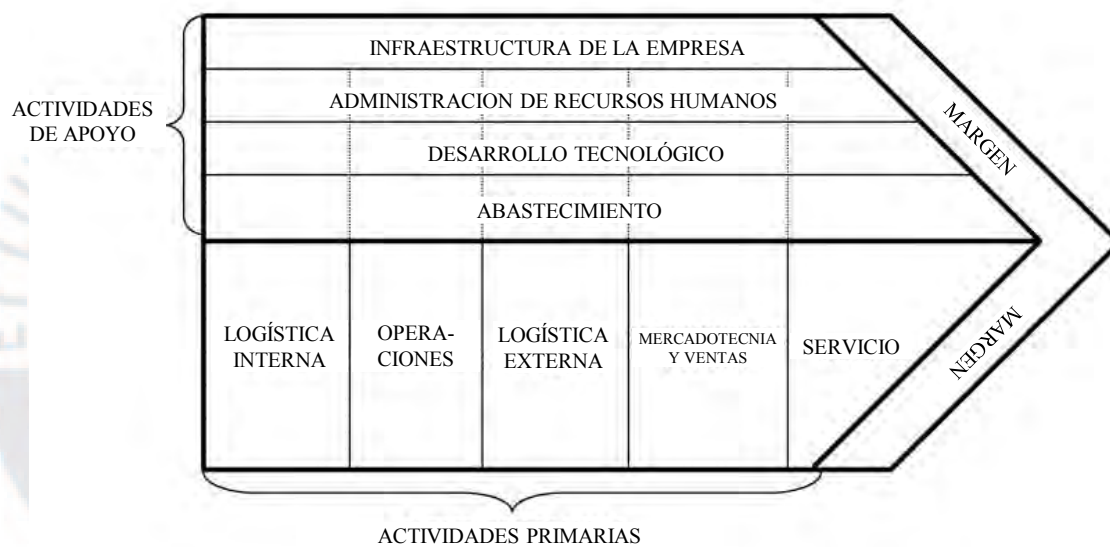 INFRAESTRUCTURA DE LA EMPRESA
ACTIVIDADES
DE APOYO
ADMINISTRACION DE RECURSOS HUMANOS
DESARROLLO TECNOLÓGICO
ABASTECIMIENTO
MARGEN
LOGÍSTICA
INTERNA
OPERA-
CIONES
LOGÍSTICA
EXTERNA
MERCADOTECNIA
Y VENTAS
SERVICIO
MARGEN
ACTIVIDADES PRIMARIAS